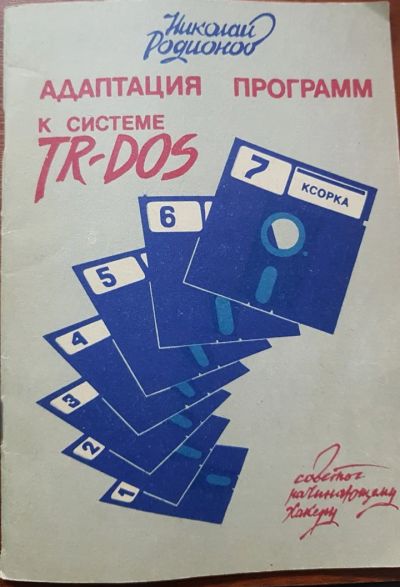 Николай
Родионов
АДАПТАЦИЯ ПРОГРАММ
К СИСТЕМЕ
TR-DOS
7
КСОРКА
6
5
4
3
2
1
советы
начинающему
хакеру